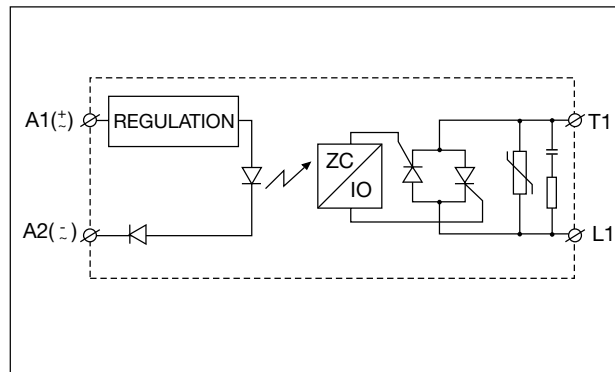 A1(+~)
REGULATION
T1
ZC
IO
A2(-~)
L1